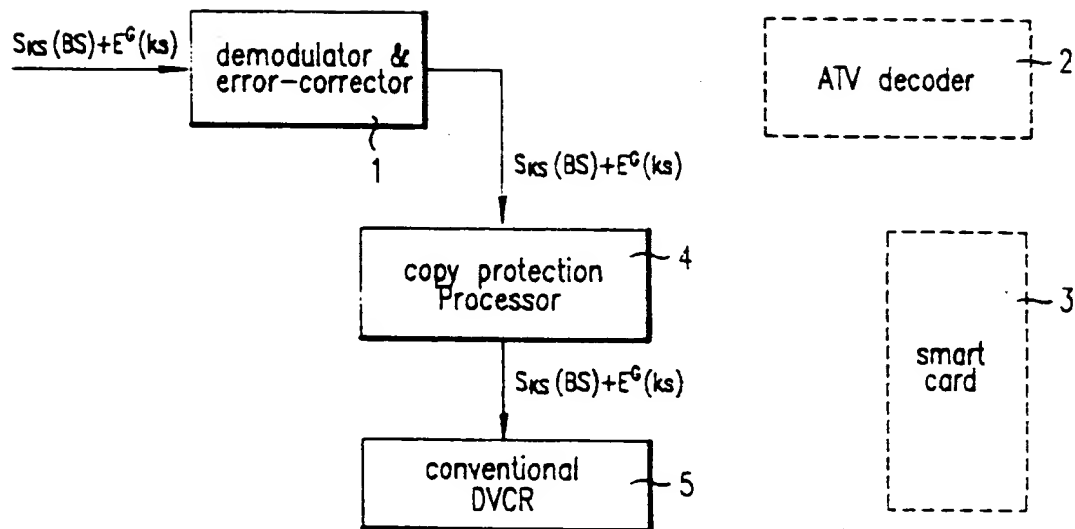 SKS(BS)+E^G(ks)
demodulator &
error-corrector
1
ATV decoder
2
SKS(BS)+E^G(ks)
copy protection
Processor
4
smart
card
3
SKS(BS)+E^G(ks)
conventional
DVCR
5